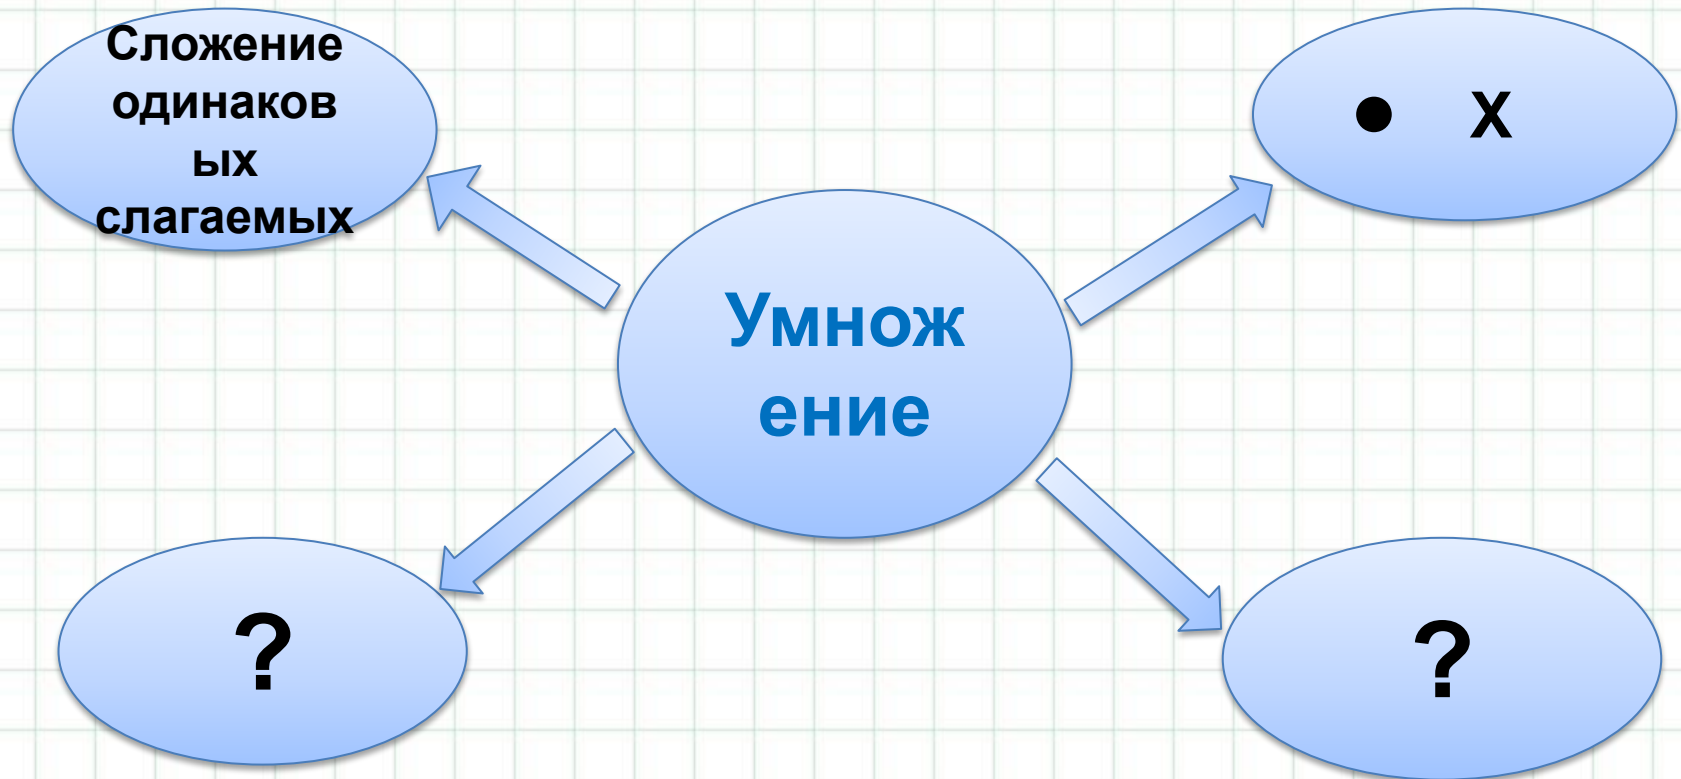 Сложение
одинаков
ых
слагаемых
• х
Умнож
ение
?
?